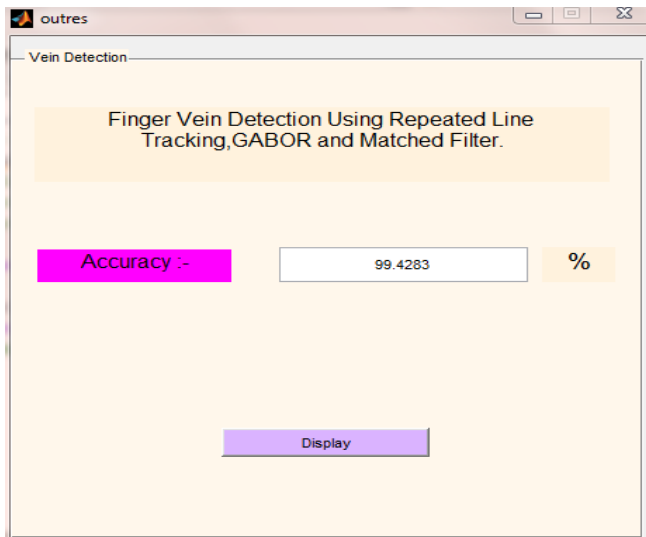 outres
Vein Detection
Finger Vein Detection Using Repeated Line
Tracking,GABOR and Matched Filter.
Accuracy :-
99.4283
%
Display